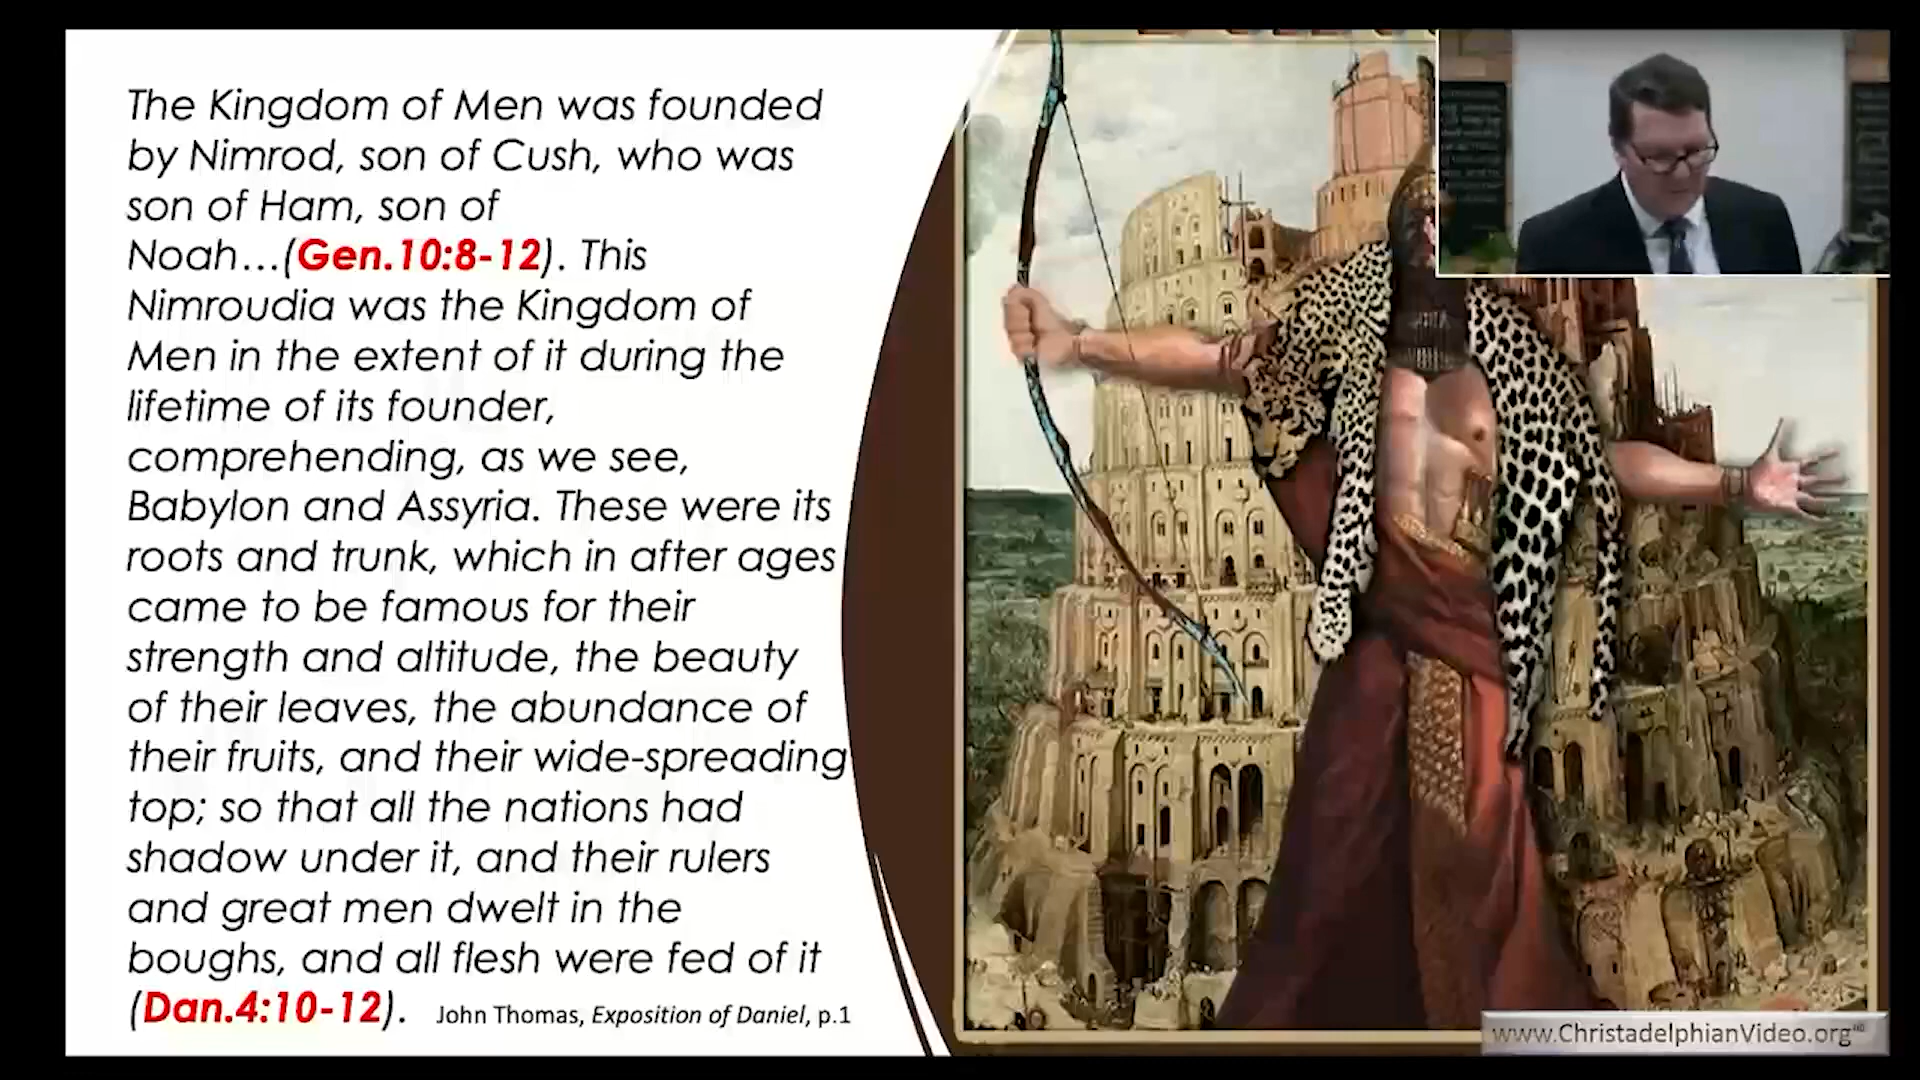 The Kingdom of Men was founded
by Nimrod, son of Cush, who was
son of Ham, son of
Noah…(Gen.10:8-12). This
Nimroudia was the Kingdom of
Men in the extent of it during the
lifetime of its founder,
comprehending, as we see,
Babylon and Assyria. These were its
roots and trunk, which in after ages
came to be famous for their
strength and altitude, the beauty
of their leaves, the abundance of
their fruits, and their wide-spreading
top; so that all the nations had
shadow under it, and their rulers
and great men dwelt in the
boughs, and all flesh were fed of it
(Dan.4:10-12). John Thomas, Exposition of Daniel, p.1
www.ChristadelphianVideo.org